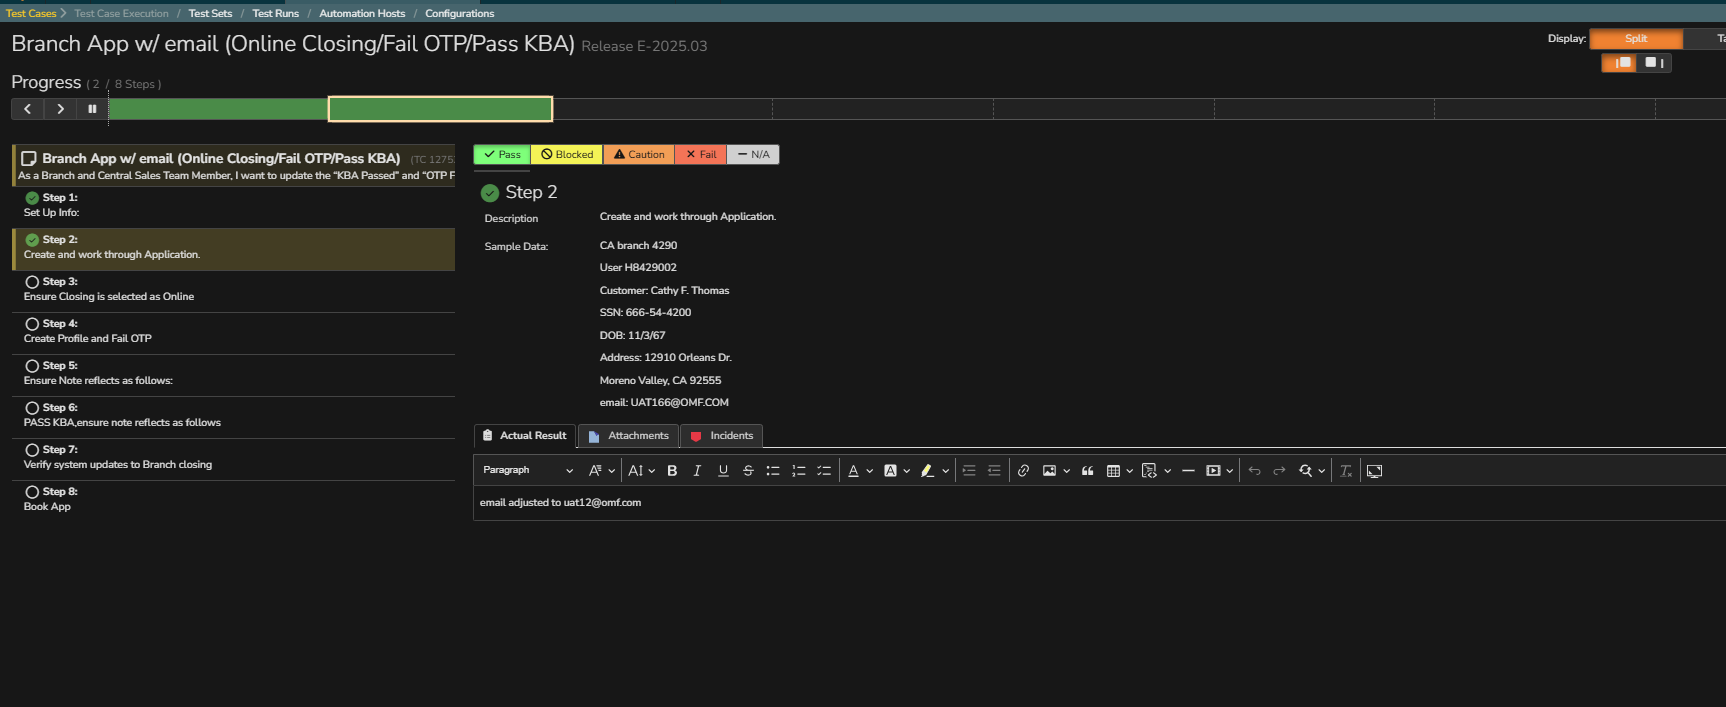 Test Cases > Test Case Execution / Test Sets / Test Runs / Automation Hosts / Configurations
Branch App w/ email (Online Closing/Fail OTP/Pass KBA) Release E-2025.03
Display: Split
Progress ( 2 / 8 Steps )
Branch App w/ email (Online Closing/Fail OTP/Pass KBA) (TC 1275
As a Branch and Central Sales Team Member, I want to update the “KBA Passed” and “OTP F
Step 1:
Set Up Info:
Step 2:
Create and work through Application.
Step 3:
Ensure Closing is selected as Online
Step 4:
Create Profile and Fail OTP
Step 5:
Ensure Note reflects as follows:
Step 6:
PASS KBA,ensure note reflects as follows
Step 7:
Verify system updates to Branch closing
Step 8:
Book App
Pass Blocked Caution Fail N/A
Step 2
Description Create and work through Application.
Sample Data: CA branch 4290
User H8429002
Customer: Cathy F. Thomas
SSN: 666-54-4200
DOB: 11/3/67
Address: 12910 Orleans Dr.
Moreno Valley, CA 92555
email: UAT166@OMF.COM
Actual Result Attachments Incidents
Paragraph
email adjusted to uat12@omf.com